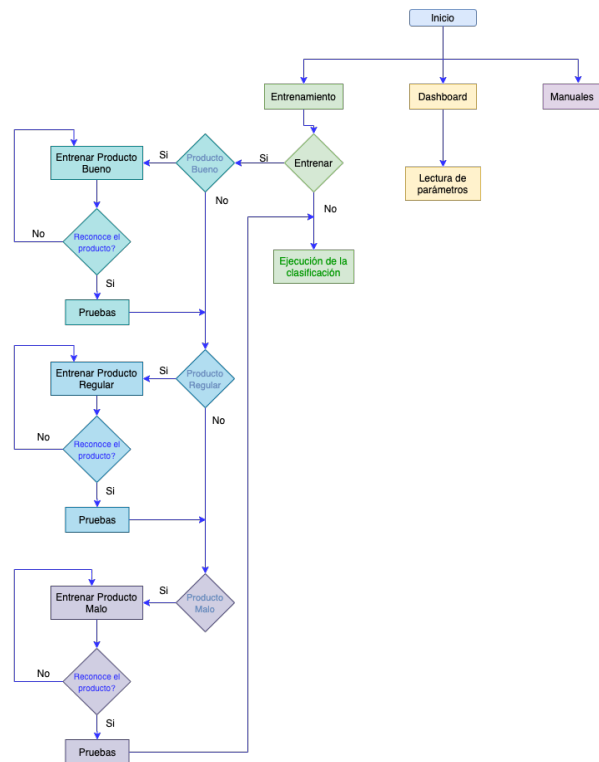 Inicio
Entrenamiento
Dashboard
Manuales
Entrenar Producto
Bueno
Si
Producto
Bueno
Si
Entrenar
Lectura de
parámetros
No
No
No
Reconoce el
producto?
Ejecución de la
clasificación
Si
Pruebas
Entrenar Producto
Regular
Si
Producto
Regular
No
No
Reconoce el
producto?
Si
Pruebas
Entrenar Producto
Malo
Si
Producto
Malo
No
Reconoce el
producto?
Si
Pruebas